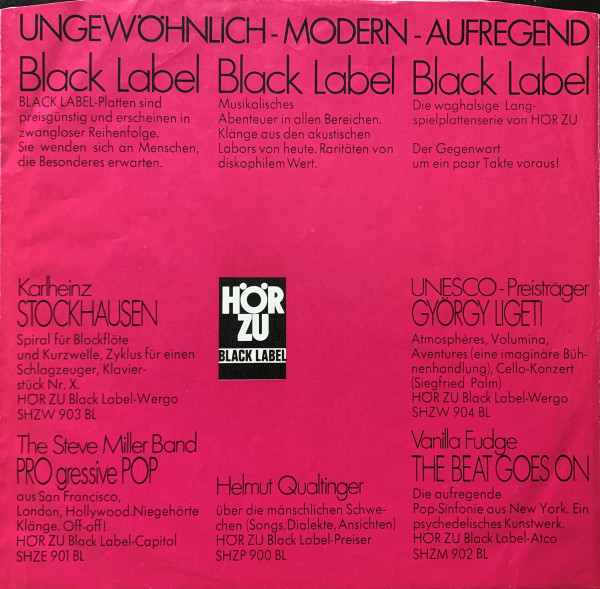 UNGEWÖHNLICH - MODERN - AUFREGEND
Black Label
BLACK LABEL-Platten sind
preisgünstig und erscheinen in
zwangloser Reihenfolge.
Sie wenden sich an Menschen,
die Besonderes erwarten.
Black Label
Musikalisches
Abenteuer in allen Bereichen.
Klänge aus den akustischen
Labors von heute. Raritäten von
diskophilem Wert.
Black Label
Die waghalsige Lang-
spielplattenserie von HÖR ZU
Der Gegenwart
um ein paar Takte voraus!
Karlheinz
STOCKHAUSEN
Spiral für Blockflöte
und Kurzwelle, Zyklus für einen
Schlagzeuger, Klavier-
stück Nr. X.
HÖR ZU Black Label-Wergo
SHZW 903 BL
HÖR
ZU
BLACK LABEL
UNESCO - Preisträger
GYÖRGY LIGETI
Atmosphères, Volumina,
Aventures (eine imaginäre Büh-
nenhandlung), Cello-Konzert
(Siegfried Palm)
HÖR ZU Black Label-Wergo
SHZW 904 BL
The Steve Miller Band
PRO gressive POP
aus San Francisco,
London, Hollywood. Niegehörte
Klänge. Off-off!
HÖR ZU Black Label-Capitol
SHZE 901 BL
Helmut Qualtinger
über die mänschlichen Schwe-
chen (Songs, Dialekte, Ansichten)
HÖR ZU Black Label-Preiser
SHZP 900 BL
Vanilla Fudge
THE BEAT GOES ON
Die aufregende
Pop-Sinfonie aus New York. Ein
psychedelisches Kunstwerk.
HÖR ZU Black Label-Atco
SHZM 902 BL